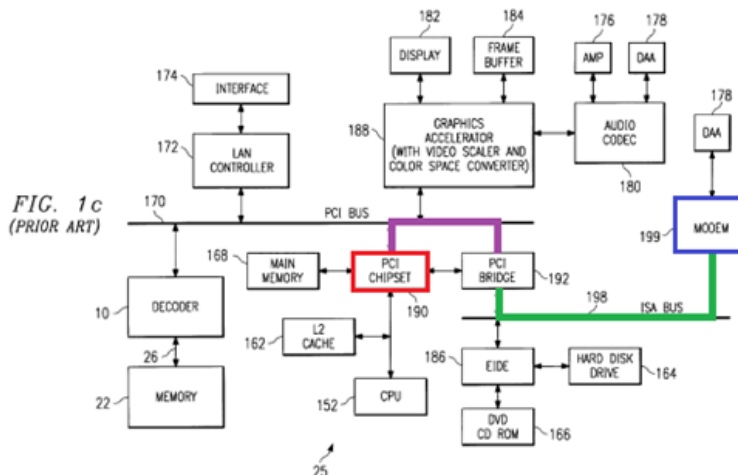 182
184
176
178
DISPLAY
FRAME
BUFFER
AMP
DAA
174
INTERFACE
178
188
GRAPHICS
ACCELERATOR
(WITH VIDEO SCALER AND
COLOR SPACE CONVERTER)
AUDIO
CODEC
DAA
172
LAN
CONTROLLER
180
FIG. 1c
(PRIOR ART)
170
PCI BUS
199
MODEM
168
MAIN
MEMORY
PCI
CHIPSET
PCI
BRIDGE
190
192
10
DECODER
198
ISA BUS
162
L2
CACHE
26
186
EIDE
HARD DISK
DRIVE
164
22
MEMORY
152
CPU
DVD
CD ROM
166
25